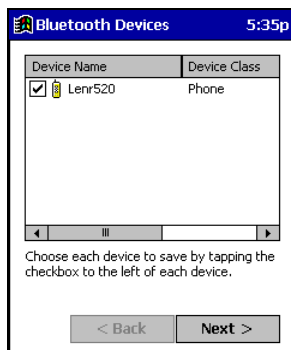 Bluetooth Devices 5:35p
Device Name Device Class
Lenr520 Phone
Choose each device to save by tapping the
checkbox to the left of each device.
< Back Next >